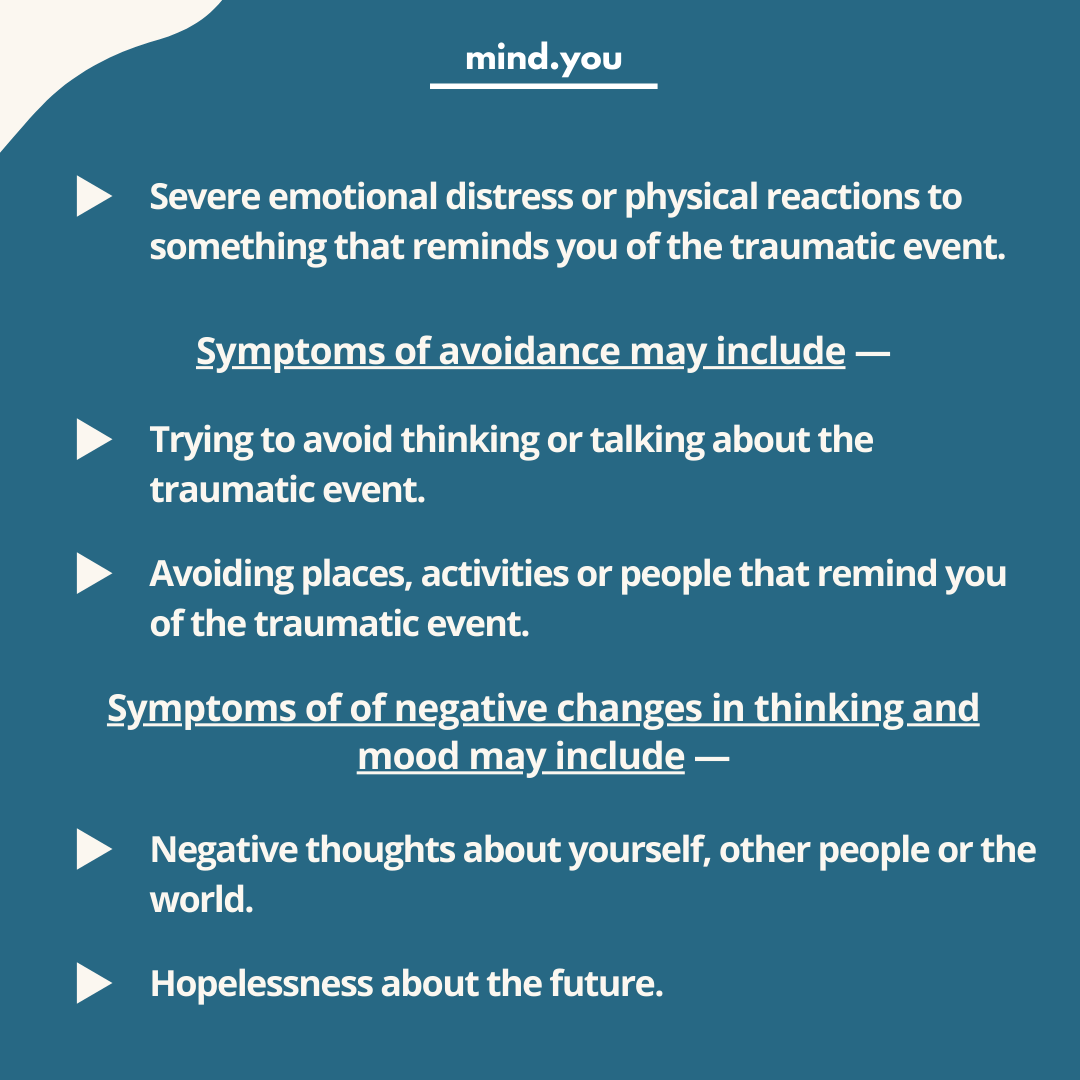 mind.you
Severe emotional distress or physical reactions to
something that reminds you of the traumatic event.
Symptoms of avoidance may include —
Trying to avoid thinking or talking about the
traumatic event.
Avoiding places, activities or people that remind you
of the traumatic event.
Symptoms of of negative changes in thinking and
mood may include —
Negative thoughts about yourself, other people or the
world.
Hopelessness about the future.